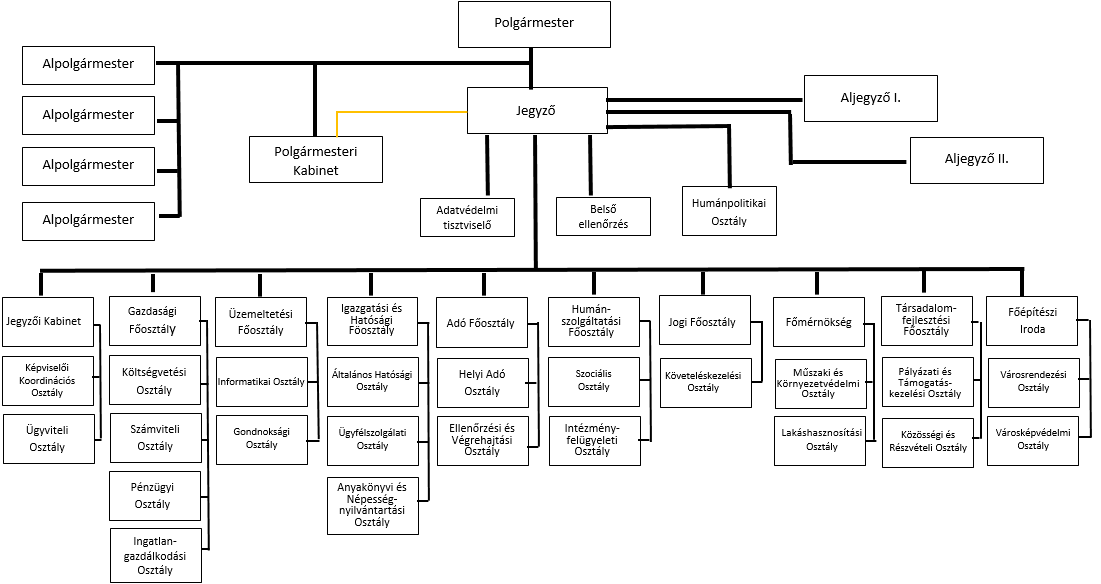 Polgármester
Alpolgármester
Alpolgármester
Alpolgármester
Alpolgármester
Polgármesteri
Kabinet
Jegyző
Aljegyző I.
Aljegyző II.
Adatvédelmi
tisztviselő
Belső
ellenőrzés
Humánpolitikai
Osztály
Jegyzői Kabinet
Képviselői
Koordinációs
Osztály
Ügyviteli
Osztály
Gazdasági
Főosztály
Költségvetési
Osztály
Számviteli
Osztály
Pénzügyi
Osztály
Ingatlan-
gazdálkodási
Osztály
Üzemeltetési
Főosztály
Informatikai Osztály
Gondnoksági
Osztály
Igazgatási és
Hatósági
Főosztály
Általános Hatósági
Osztály
Ügyfélszolgálati
Osztály
Anyakönyvi és
Népesség-
nyilvántartási
Osztály
Adó Főosztály
Helyi Adó
Osztály
Ellenőrzési és
Végrehajtási
Osztály
Humán-
szolgáltatási
Főosztály
Szociális
Osztály
Intézmény-
felügyeleti
Osztály
Jogi Főosztály
Követeléskezelési
Osztály
Főmérnökség
Műszaki és
Környezetvédelmi
Osztály
Lakáshasznosítási
Osztály
Társadalom-
fejlesztési
Főosztály
Pályázati és
Támogatás-
kezelési Osztály
Közösségi és
Részvételi Osztály
Főépítészi
Iroda
Városrendezési
Osztály
Városképvédelmi
Osztály